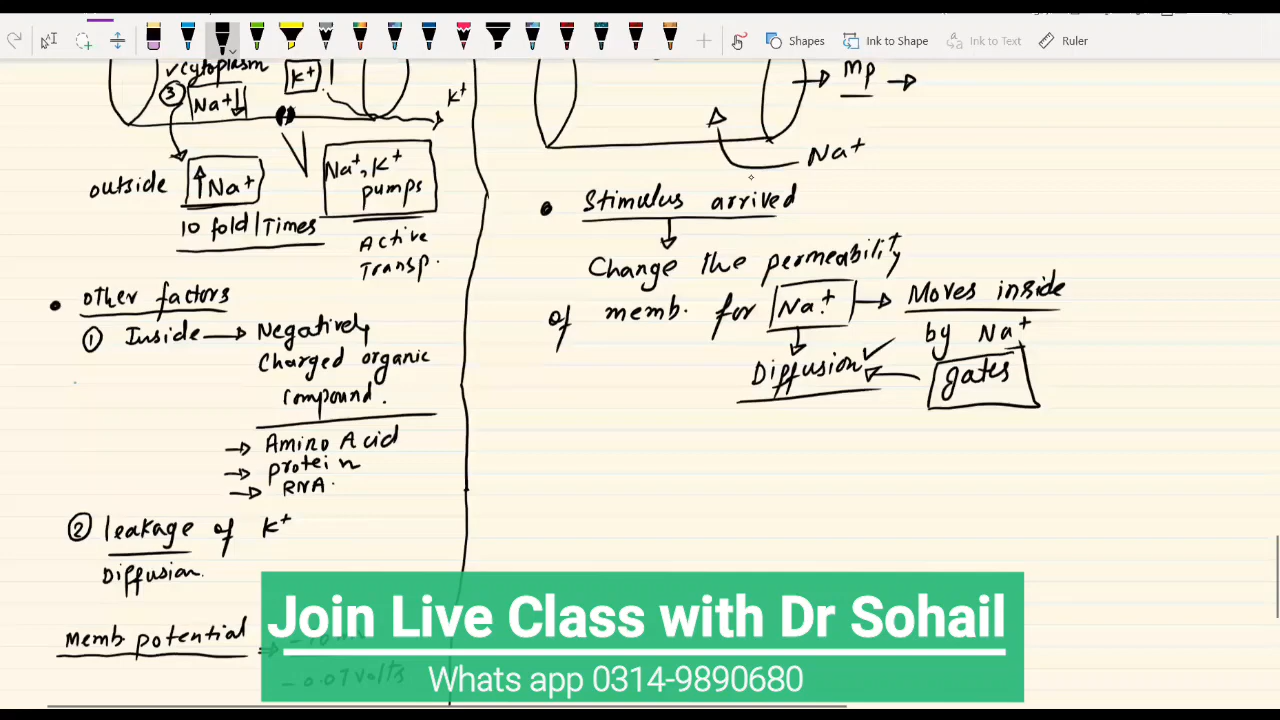 Shapes
Ink to Shape
Ink to Text
Ruler
✓Cytoplasm
③ Na+↓
K+
K+
outside
↑Na+
10 fold/Times
Na+, K+
pumps
Active
Transp.
• other factors
① Inside → Negatively
Charged organic
Compound.
→ Amino Acid
→ protein
→ RNA.
② leakage of K+
Diffusion.
Memb potential ⇒
- 0.07 volts
→ mp →
Na+
• Stimulus arrived
Change the permeability
of memb. for Na+ → Moves inside
by Na+
gates
Diffusion ✓
Join Live Class with Dr Sohail
Whats app 0314-9890680